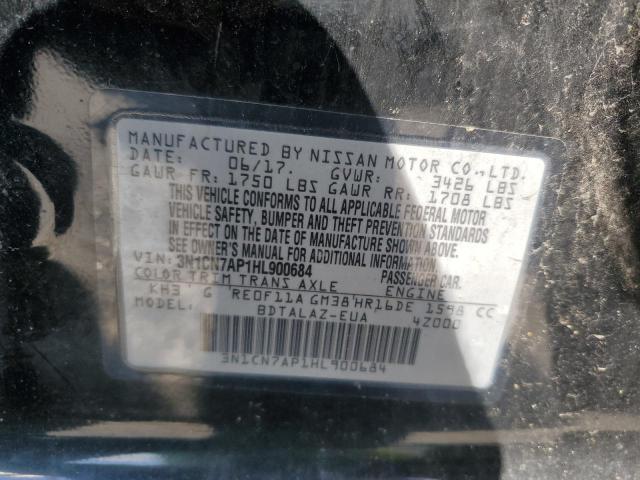 MANUFACTURED BY NISSAN MOTOR CO.,LTD.
DATE: 06/17. GVWR: 3426 LBS
GAWR FR: 1750 LBS GAWR RR: 1708 LBS
THIS VEHICLE CONFORMS TO ALL APPLICABLE FEDERAL MOTOR
VEHICLE SAFETY, BUMPER AND THEFT PREVENTION STANDARDS
IN EFFECT ON THE DATE OF MANUFACTURE SHOWN ABOVE.
SEE OWNER'S MANUAL FOR ADDITIONAL INFORMATION.
VIN: 3N1CN7AP1HL900684 PASSENGER CAR.
COLOR TRIM TRANS AXLE ENGINE
KH3 G RE0F11A GM38 HR16DE 1598 CC
MODEL: BDTALAZ-EUA 4Z000
3N1CN7AP1HL900684